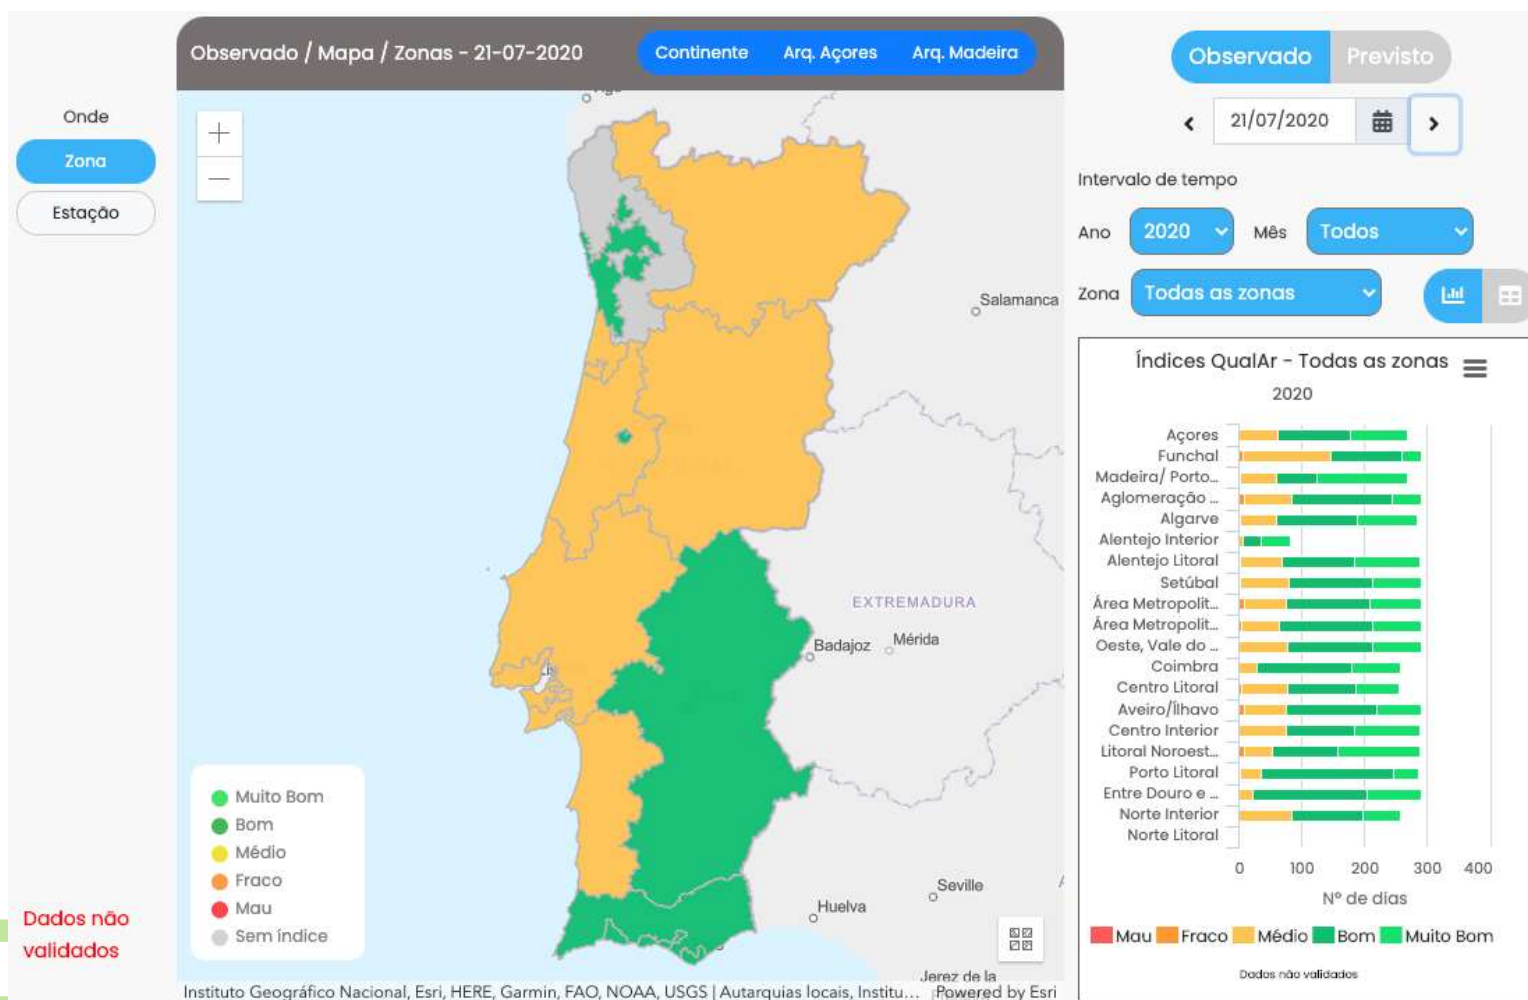 Observado / Mapa / Zonas - 21-07-2020
Continente Arq. Açores Arq. Madeira
Observado Previsto
21/07/2020
Onde
Zona
Estação
Intervalo de tempo
Ano 2020 Mês Todos
Zona Todas as zonas
Salamanca
EXTREMADURA
Badajoz Mérida
Seville
Huelva
Jerez de la
Muito Bom
Bom
Médio
Fraco
Mau
Sem índice
Dados não
validados
Instituto Geográfico Nacional, Esri, HERE, Garmin, FAO, NOAA, USGS | Autarquias locais, Institu... Powered by Esri
Índices QualAr - Todas as zonas
2020
Açores
Funchal
Madeira/ Porto...
Aglomeração ...
Algarve
Alentejo Interior
Alentejo Litoral
Setúbal
Área Metropolit...
Área Metropolit...
Oeste, Vale do ...
Coimbra
Centro Litoral
Aveiro/Ílhavo
Centro Interior
Litoral Noroest...
Porto Litoral
Entre Douro e ...
Norte Interior
Norte Litoral
0 100 200 300 400
Nº de días
Mau Fraco Médio Bom Muito Bom
Dados não validados